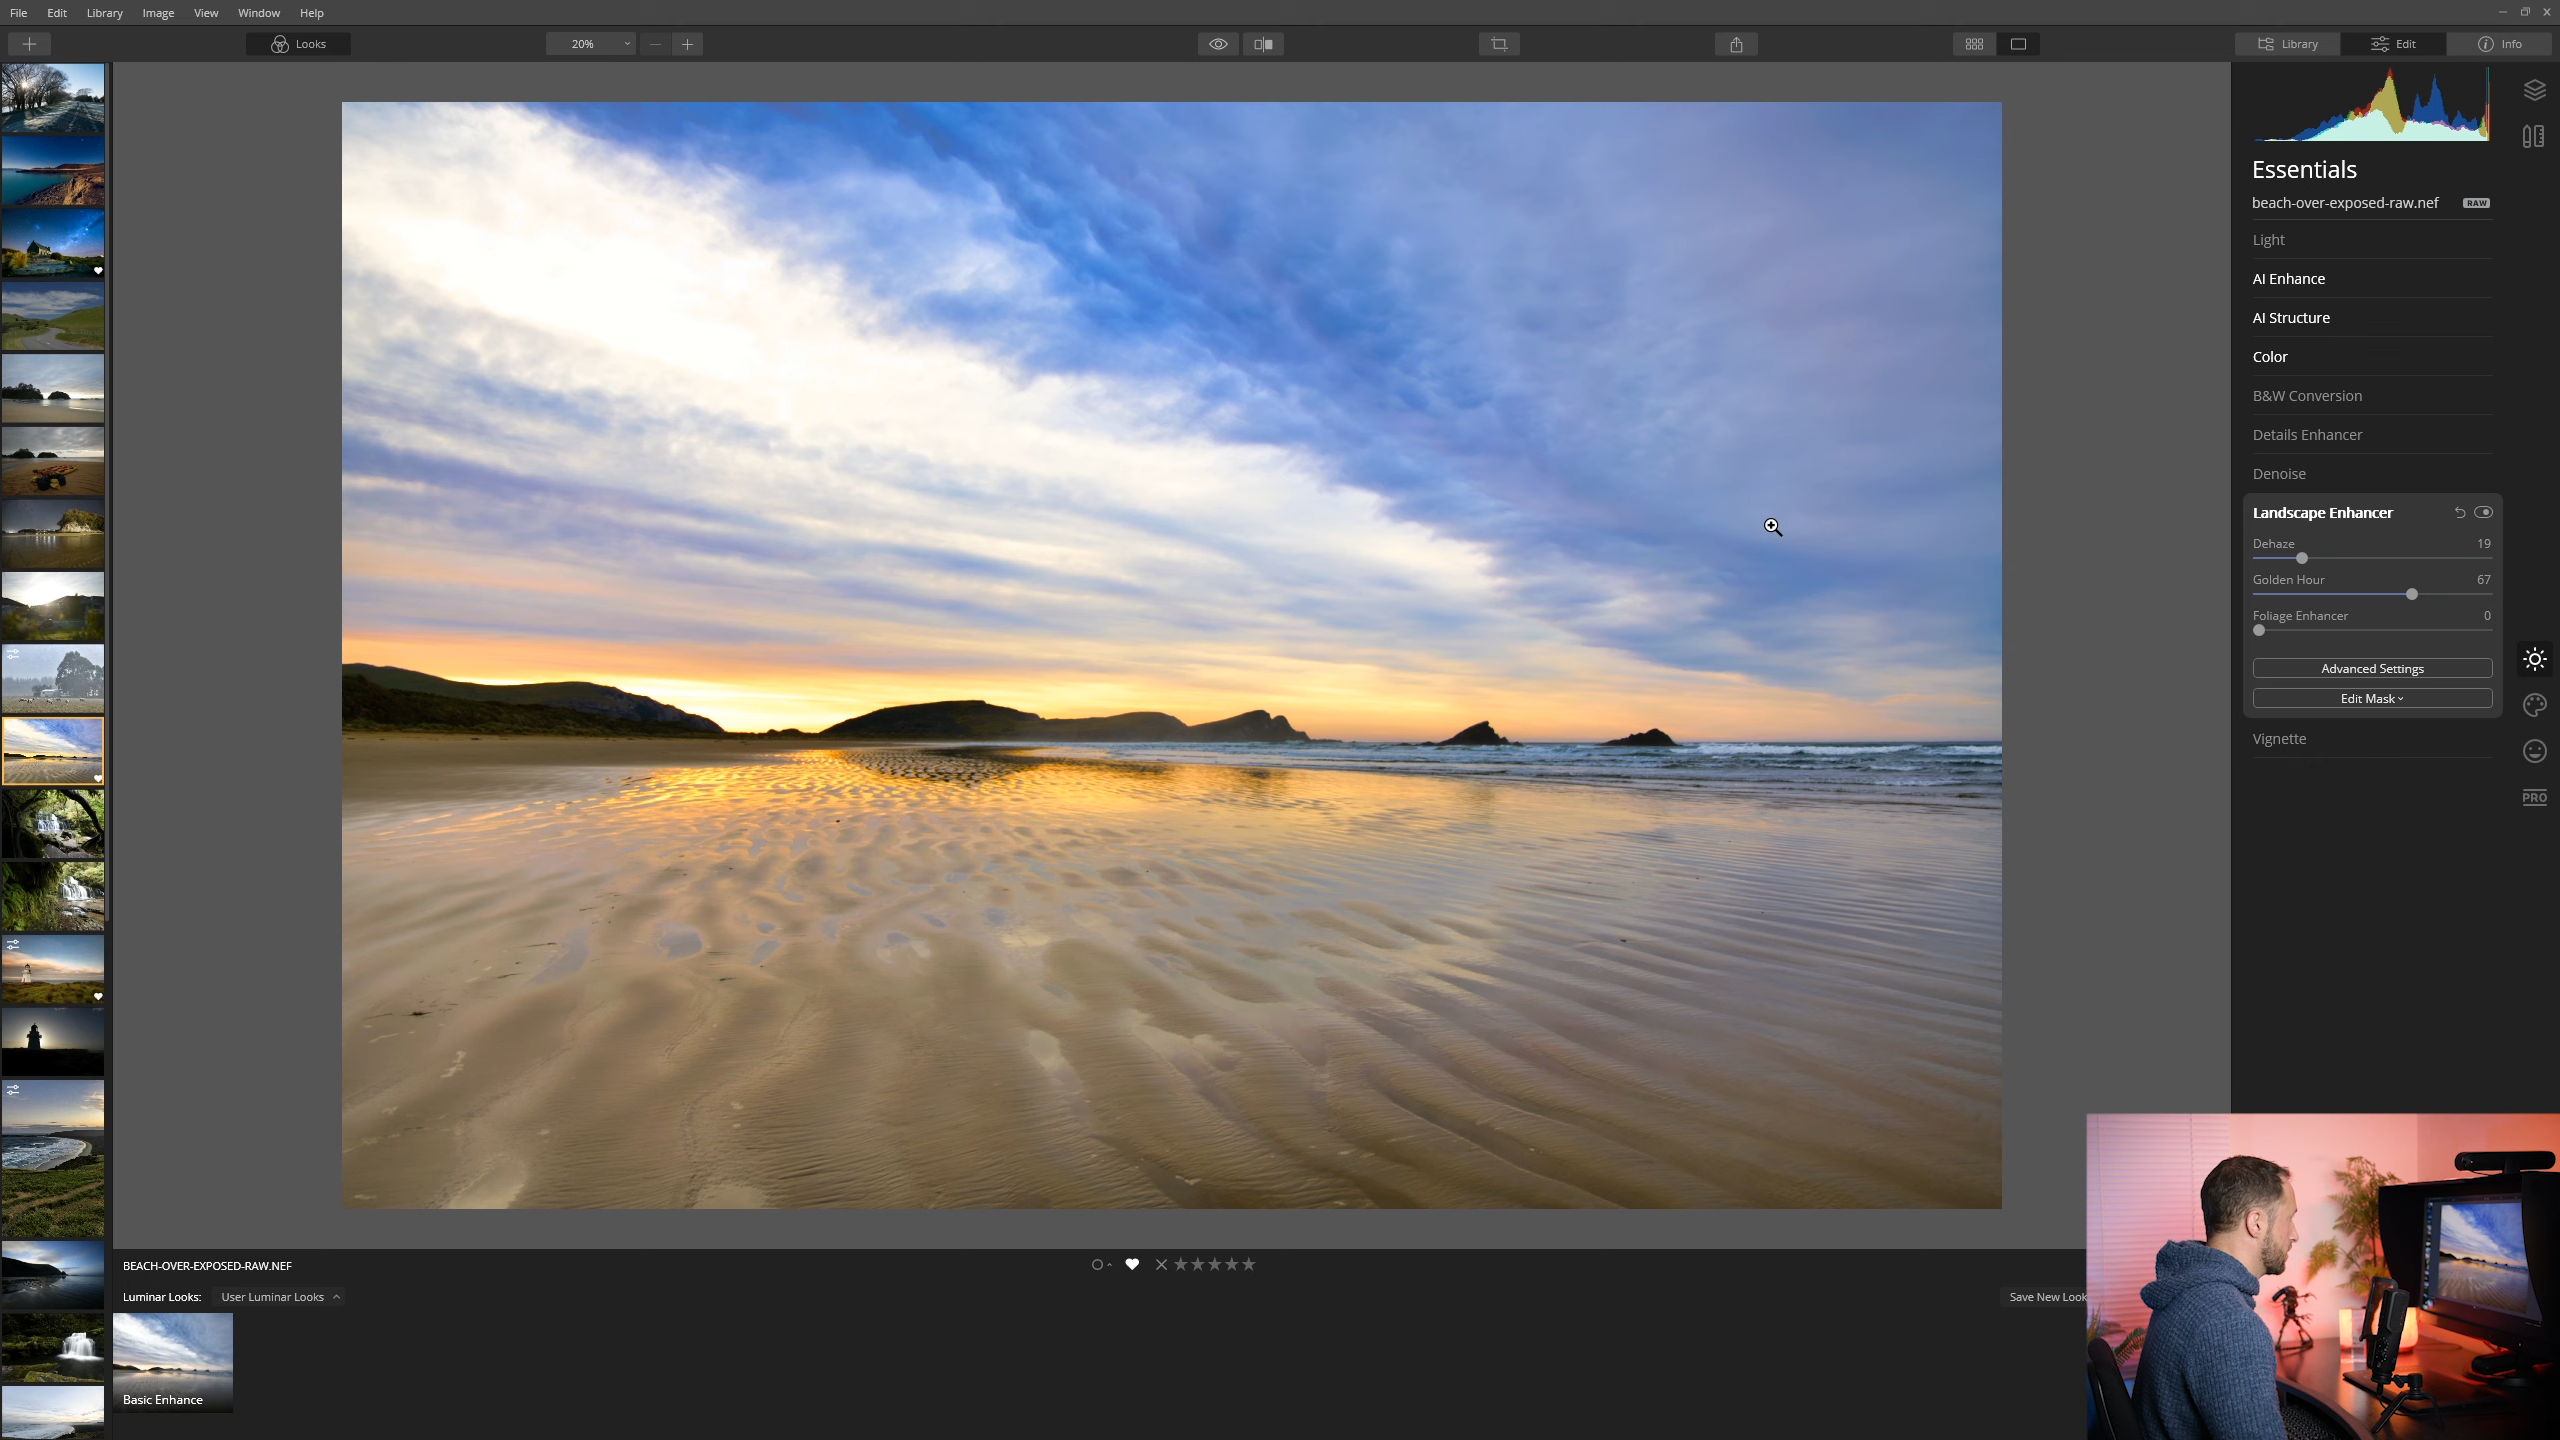 File Edit Library Image View Window Help
Looks 20% Library Edit Info
Essentials
beach-over-exposed-raw.nef RAW
Light
AI Enhance
AI Structure
Color
B&W Conversion
Details Enhancer
Denoise
Landscape Enhancer
Dehaze 19
Golden Hour 67
Foliage Enhancer 0
Advanced Settings
Edit Mask
Vignette
PRO
BEACH-OVER-EXPOSED-RAW.NEF
Luminar Looks: User Luminar Looks Save New Look
Basic Enhance